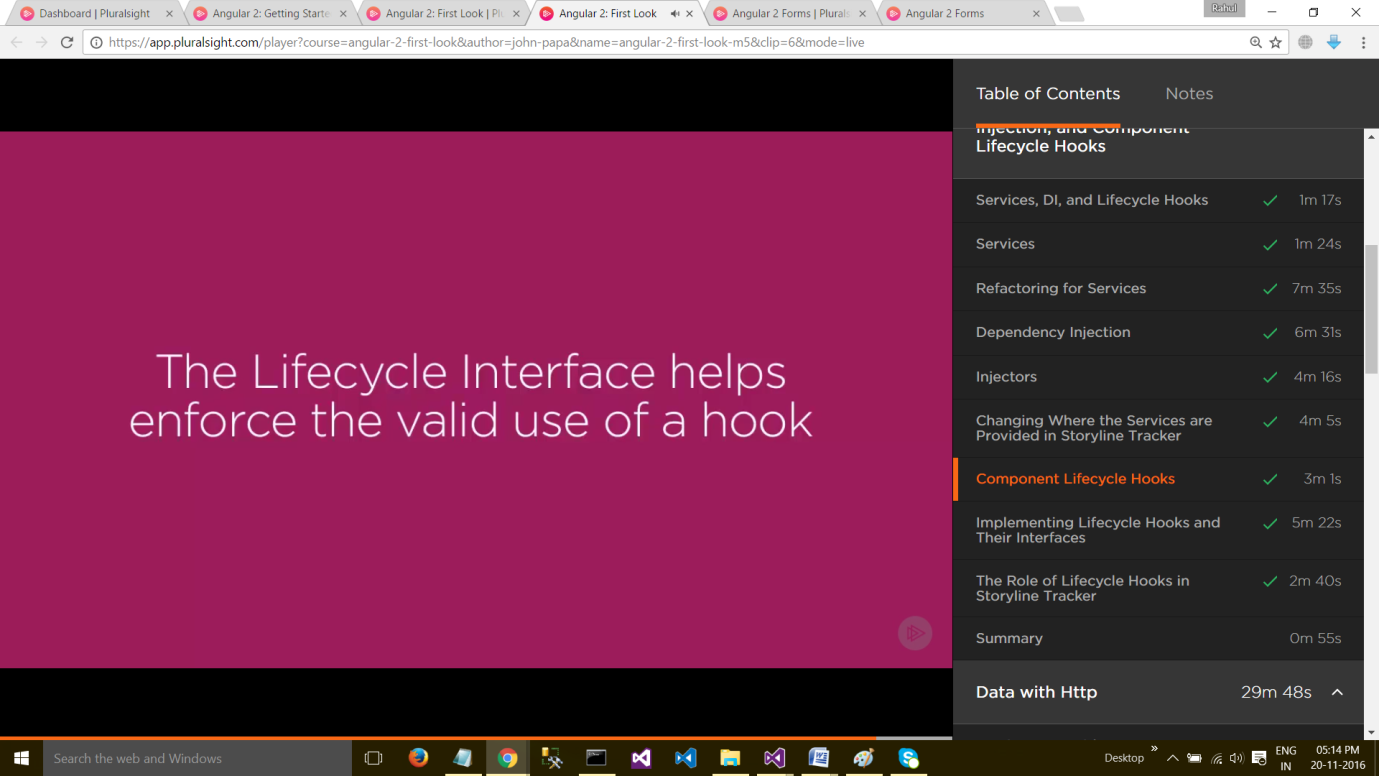 Dashboard | Pluralsight
Angular 2: Getting Starte
Angular 2: First Look | Pl
Angular 2: First Look
Angular 2 Forms | Plurals
Angular 2 Forms
Rahul
https://app.pluralsight.com/player?course=angular-2-first-look&author=john-papa&name=angular-2-first-look-m5&clip=6&mode=live
The Lifecycle Interface helps
enforce the valid use of a hook
Table of Contents
Notes
Injection, and Component
Lifecycle Hooks
Services, DI, and Lifecycle Hooks 1m 17s
Services 1m 24s
Refactoring for Services 7m 35s
Dependency Injection 6m 31s
Injectors 4m 16s
Changing Where the Services are 4m 5s
Provided in Storyline Tracker
Component Lifecycle Hooks 3m 1s
Implementing Lifecycle Hooks and 5m 22s
Their Interfaces
The Role of Lifecycle Hooks in 2m 40s
Storyline Tracker
Summary 0m 55s
Data with Http 29m 48s
Search the web and Windows
Desktop
ENG
IN
05:14 PM
20-11-2016